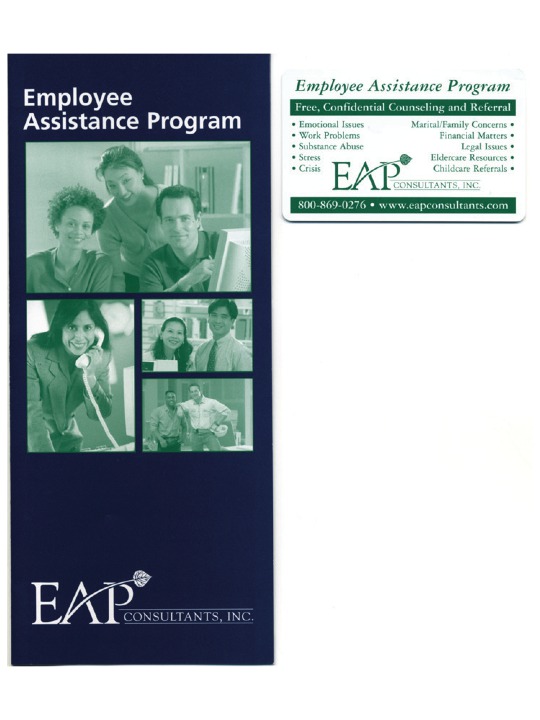 Employee
Assistance Program
EAP
CONSULTANTS, INC.
Employee Assistance Program
Free, Confidential Counseling and Referral
• Emotional Issues
• Work Problems
• Substance Abuse
• Stress
• Crisis
Marital/Family Concerns •
Financial Matters •
Legal Issues •
Eldercare Resources •
Childcare Referrals •
EAP
CONSULTANTS, INC.
800-869-0276 • www.eapconsultants.com